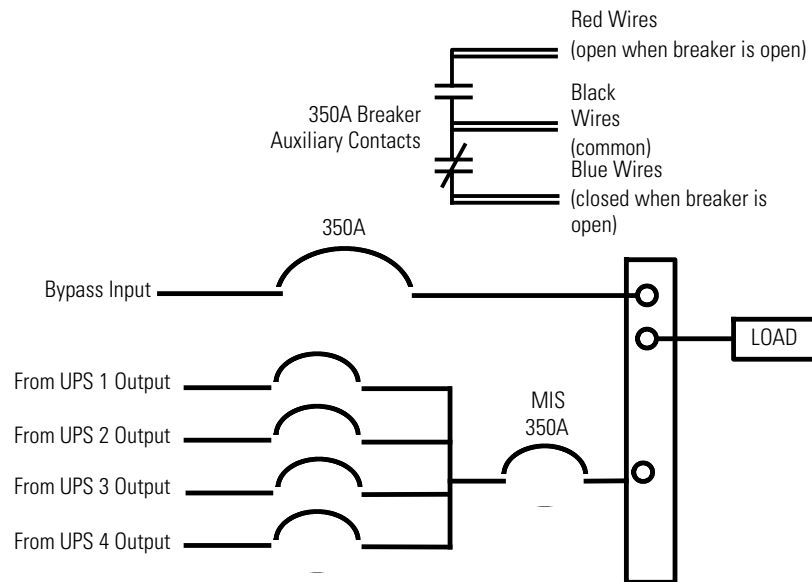 Red Wires
(open when breaker is open)
350A Breaker
Auxiliary Contacts
Black
Wires
(common)
Blue Wires
(closed when breaker is
open)
350A
Bypass Input
LOAD
From UPS 1 Output
MIS
350A
From UPS 2 Output
From UPS 3 Output
From UPS 4 Output